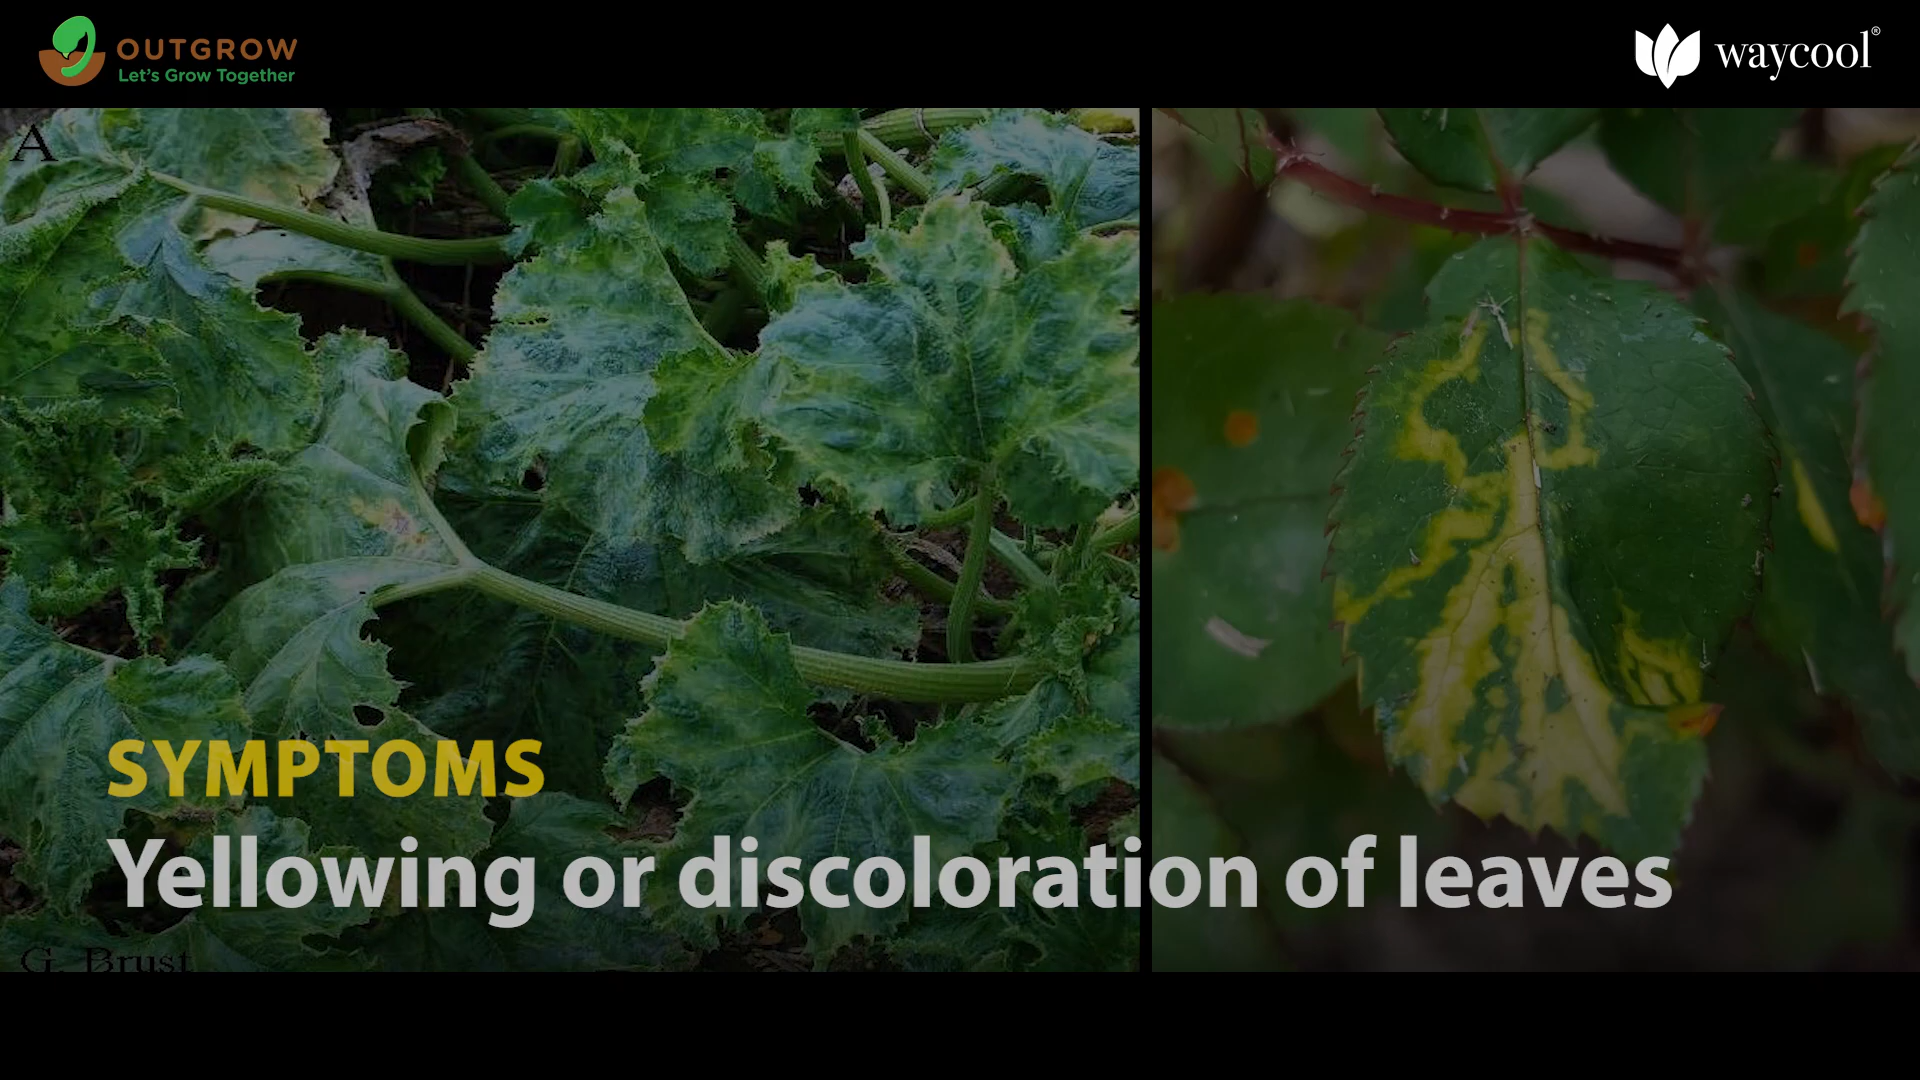 OUTGROW
Let's Grow Together
waycool®
A
SYMPTOMS
Yellowing or discoloration of leaves
G. Brust